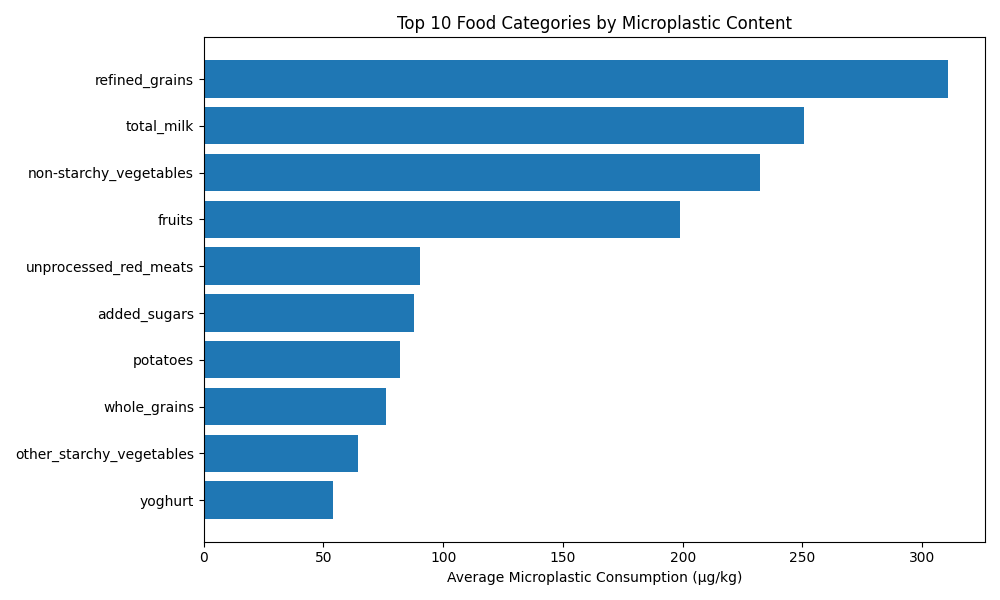 Top 10 Food Categories by Microplastic Content
refined_grains
total_milk
non-starchy_vegetables
fruits
unprocessed_red_meats
added_sugars
potatoes
whole_grains
other_starchy_vegetables
yoghurt
0 50 100 150 200 250 300
Average Microplastic Consumption (µg/kg)